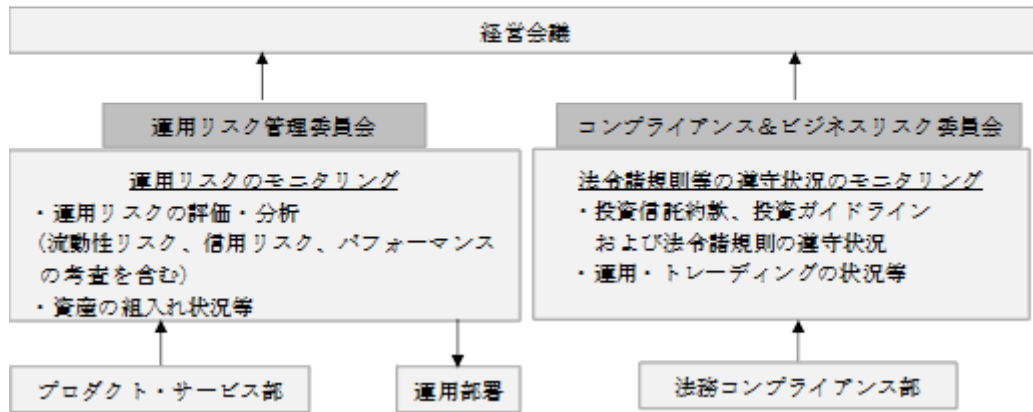 経営会議
運用リスク管理委員会
運用リスクのモニタリング
・運用リスクの評価・分析
(流動性リスク、信用リスク、パフォーマンス
の考査を含む)
・資産の組入れ状況等
プロダクト・サービス部
運用部署
コンプライアンス＆ビジネスリスク委員会
法令諸規則等の遵守状況のモニタリング
・投資信託約款、投資ガイドライン
および法令諸規則の遵守状況
・運用・トレーディングの状況等
法務コンプライアンス部